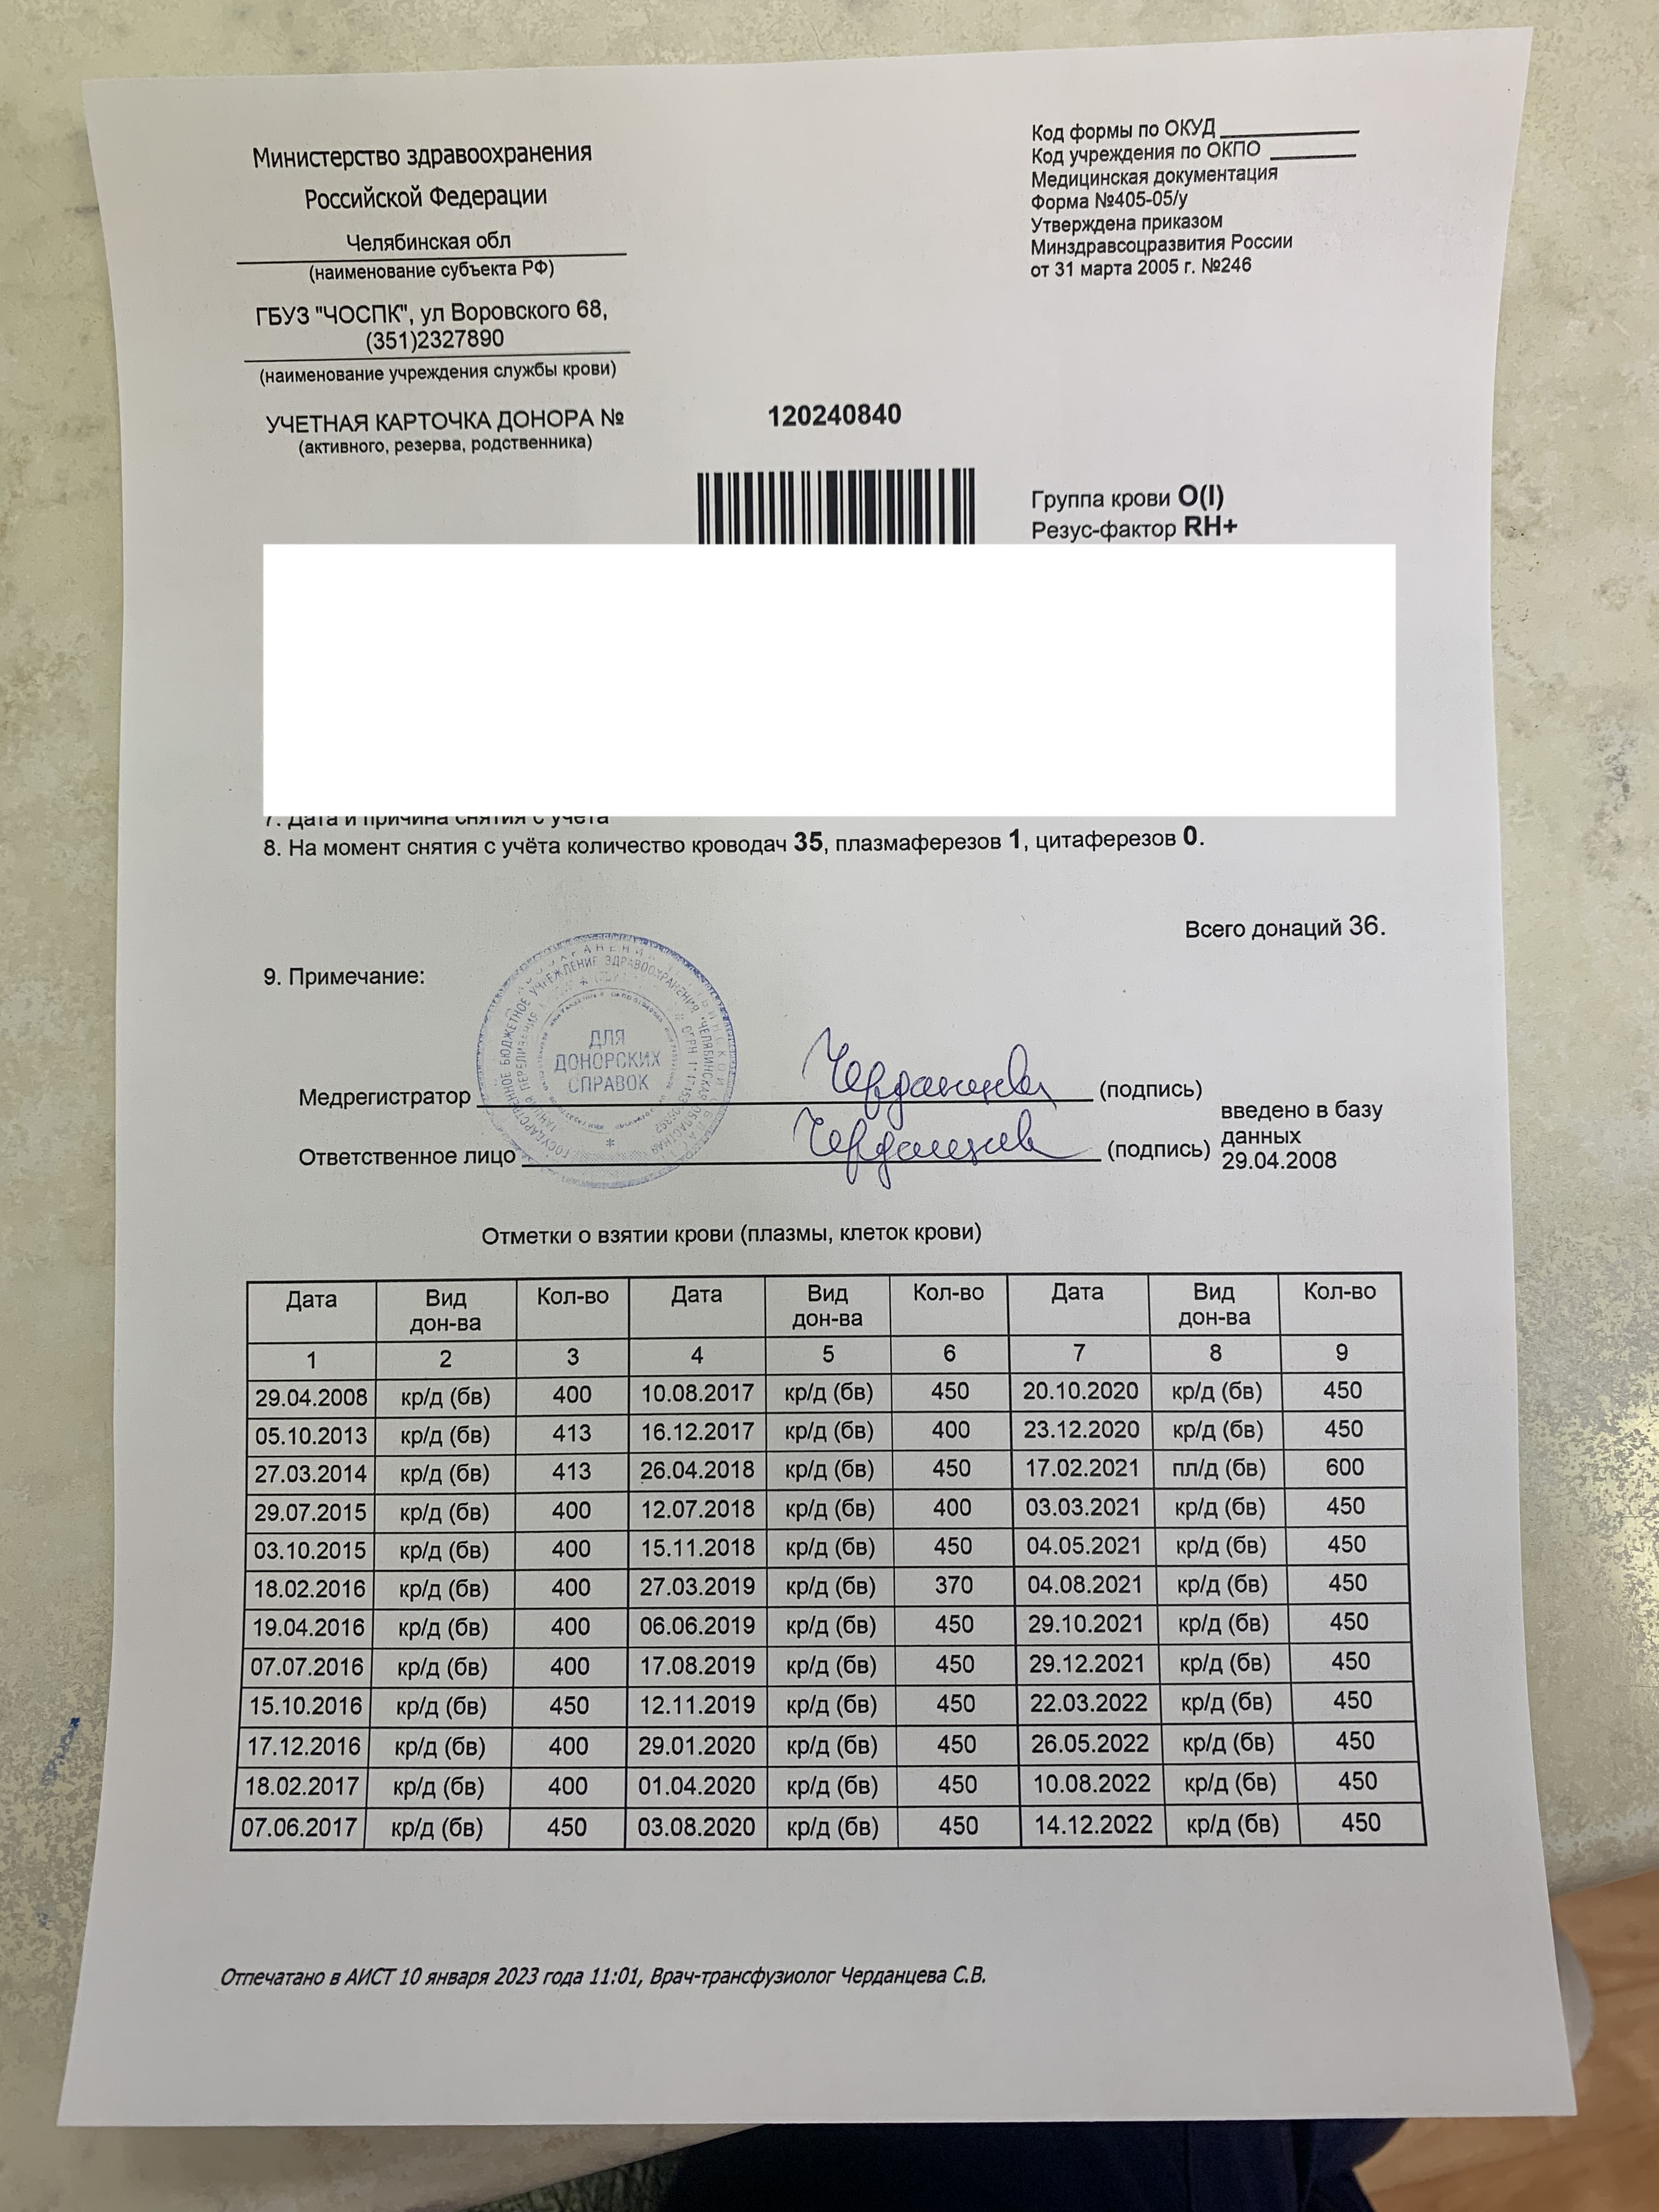 Министерство здравоохранения
Российской Федерации
Челябинская обл
(наименование субъекта РФ)
ГБУЗ "ЧОСПК", ул Воровского 68,
(351)2327890
(наименование учреждения службы крови)
Код формы по ОКУД
Код учреждения по ОКПО
Медицинская документация
Форма №405-05/у
Утверждена приказом
Минздравсоцразвития России
от 31 марта 2005 г. №246
УЧЕТНАЯ КАРТОЧКА ДОНОРА № 120240840
(активного, резерва, родственника)
Группа крови O(I)
Резус-фактор RH+
7. Дата и причина снятия с учёта
8. На момент снятия с учёта количество кроводач 35, плазмаферезов 1, цитаферезов 0.
Всего донаций 36.
9. Примечание:
ДЛЯ
ДОНОРСКИХ
СПРАВОК
Медрегистратор Черданцева (подпись)
Ответственное лицо Черданцева (подпись)
введено в базу
данных
29.04.2008
Отметки о взятии крови (плазмы, клеток крови)
Дата Вид дон-ва Кол-во Дата Вид дон-ва Кол-во Дата Вид дон-ва Кол-во
1 2 3 4 5 6 7 8 9
29.04.2008 кр/д (бв) 400 10.08.2017 кр/д (бв) 450 20.10.2020 кр/д (бв) 450
05.10.2013 кр/д (бв) 413 16.12.2017 кр/д (бв) 400 23.12.2020 кр/д (бв) 450
27.03.2014 кр/д (бв) 413 26.04.2018 кр/д (бв) 450 17.02.2021 пл/д (бв) 600
29.07.2015 кр/д (бв) 400 12.07.2018 кр/д (бв) 400 03.03.2021 кр/д (бв) 450
03.10.2015 кр/д (бв) 400 15.11.2018 кр/д (бв) 450 04.05.2021 кр/д (бв) 450
18.02.2016 кр/д (бв) 400 27.03.2019 кр/д (бв) 370 04.08.2021 кр/д (бв) 450
19.04.2016 кр/д (бв) 400 06.06.2019 кр/д (бв) 450 29.10.2021 кр/д (бв) 450
07.07.2016 кр/д (бв) 400 17.08.2019 кр/д (бв) 450 29.12.2021 кр/д (бв) 450
15.10.2016 кр/д (бв) 450 12.11.2019 кр/д (бв) 450 22.03.2022 кр/д (бв) 450
17.12.2016 кр/д (бв) 400 29.01.2020 кр/д (бв) 450 26.05.2022 кр/д (бв) 450
18.02.2017 кр/д (бв) 400 01.04.2020 кр/д (бв) 450 10.08.2022 кр/д (бв) 450
07.06.2017 кр/д (бв) 450 03.08.2020 кр/д (бв) 450 14.12.2022 кр/д (бв) 450
Отпечатано в АИСТ 10 января 2023 года 11:01, Врач-трансфузиолог Черданцева С.В.